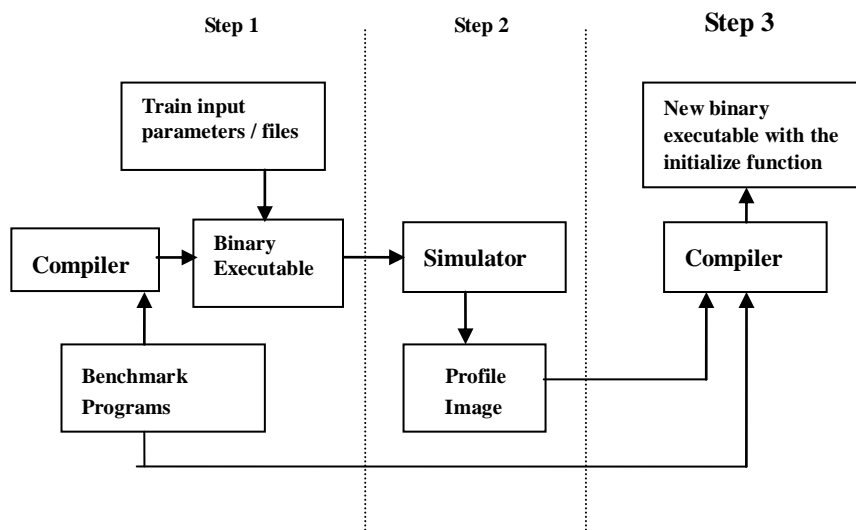 Step 1
Step 2
Step 3
Train input
parameters / files
New binary
executable with the
initialize function
Compiler
Binary
Executable
Simulator
Compiler
Benchmark
Programs
Profile
Image